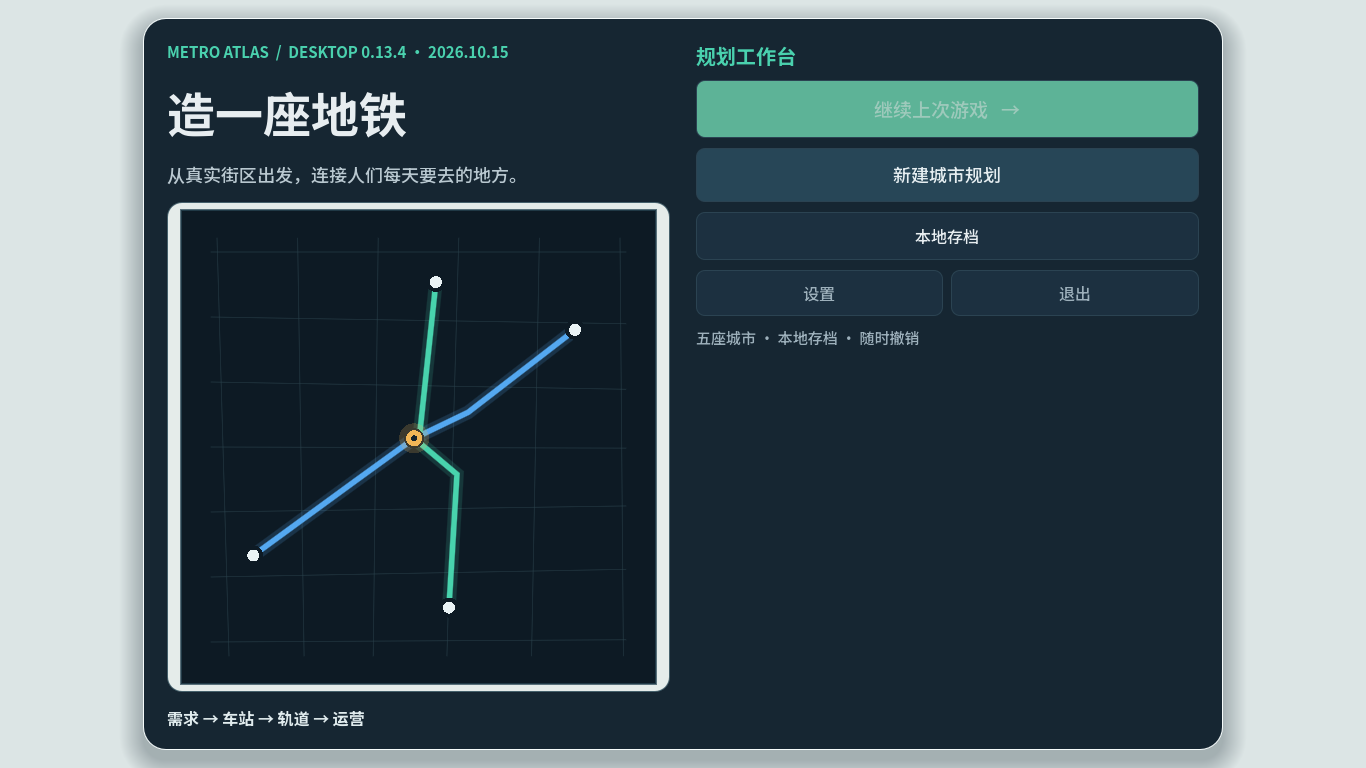 METRO ATLAS / DESKTOP 0.13.4 · 2026.10.15
造一座地铁
从真实街区出发，连接人们每天要去的地方。
需求 → 车站 → 轨道 → 运营
规划工作台
继续上次游戏 →
新建城市规划
本地存档
设置
退出
五座城市 · 本地存档 · 随时撤销